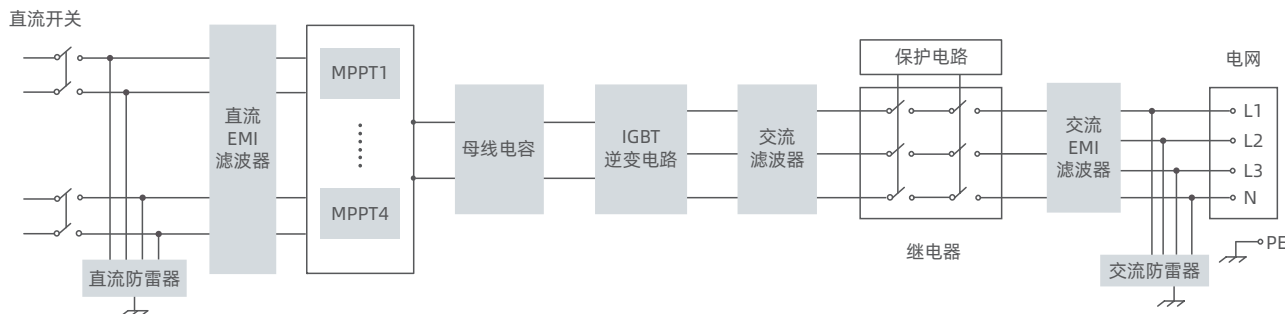 直流开关
直流
EMI
滤波器
直流防雷器
MPPT1
MPPT4
母线电容
IGBT
逆变电路
交流
滤波器
保护电路
继电器
交流
EMI
滤波器
交流防雷器
电网
L1
L2
L3
N
PE